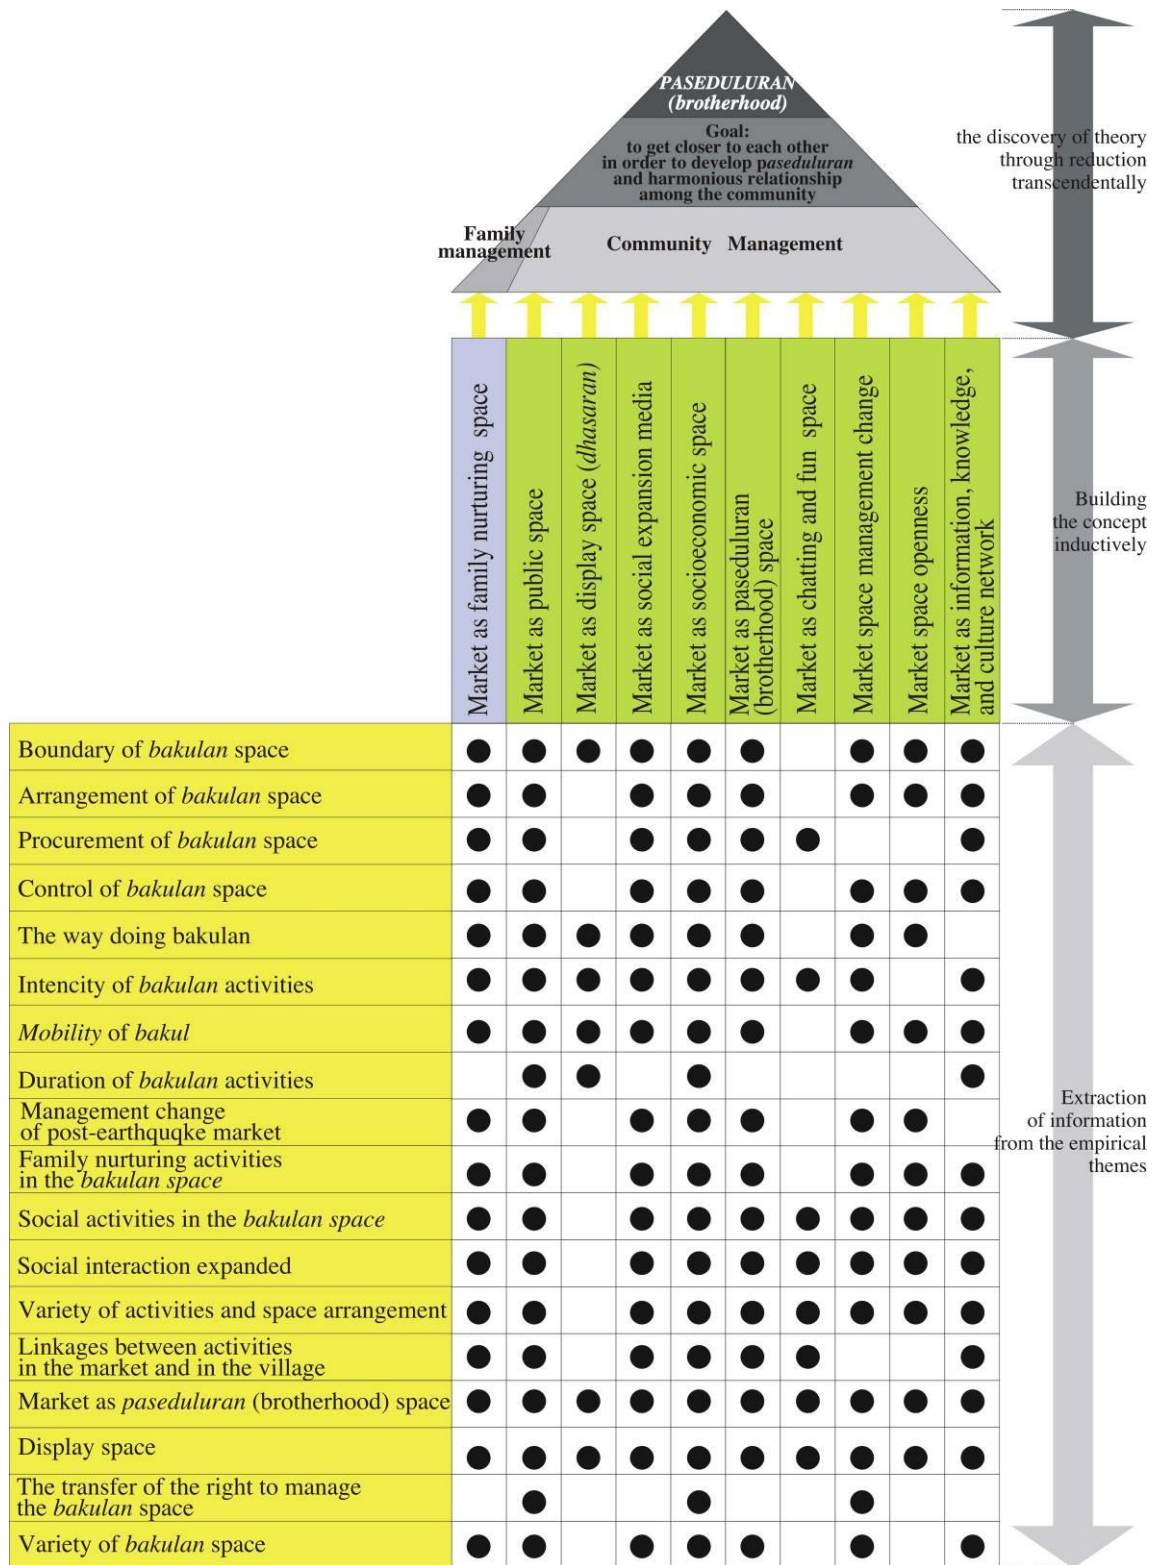 PASEDULURAN
(brotherhood)
Goal:
to get closer to each other
in order to develop paseduluran
and harmonious relationship
among the community
Family
management
Community Management
the discovery of theory
through reduction
transcendentally
Market as family nurturing space
Market as public space
Market as display space (dhasaran)
Market as social expansion media
Market as socioeconomic space
Market as paseduluran
(brotherhood) space
Market as chatting and fun space
Market space management change
Market space openness
Market as information, knowledge,
and culture network
Building
the concept
inductively
Boundary of bakulan space
Arrangement of bakulan space
Procurement of bakulan space
Control of bakulan space
The way doing bakulan
Intencity of bakulan activities
Mobility of bakul
Duration of bakulan activities
Management change
of post-earthquqke market
Family nurturing activities
in the bakulan space
Social activities in the bakulan space
Social interaction expanded
Variety of activities and space arrangement
Linkages between activities
in the market and in the village
Market as paseduluran (brotherhood) space
Display space
The transfer of the right to manage
the bakulan space
Variety of bakulan space
Extraction
of information
from the empirical
themes